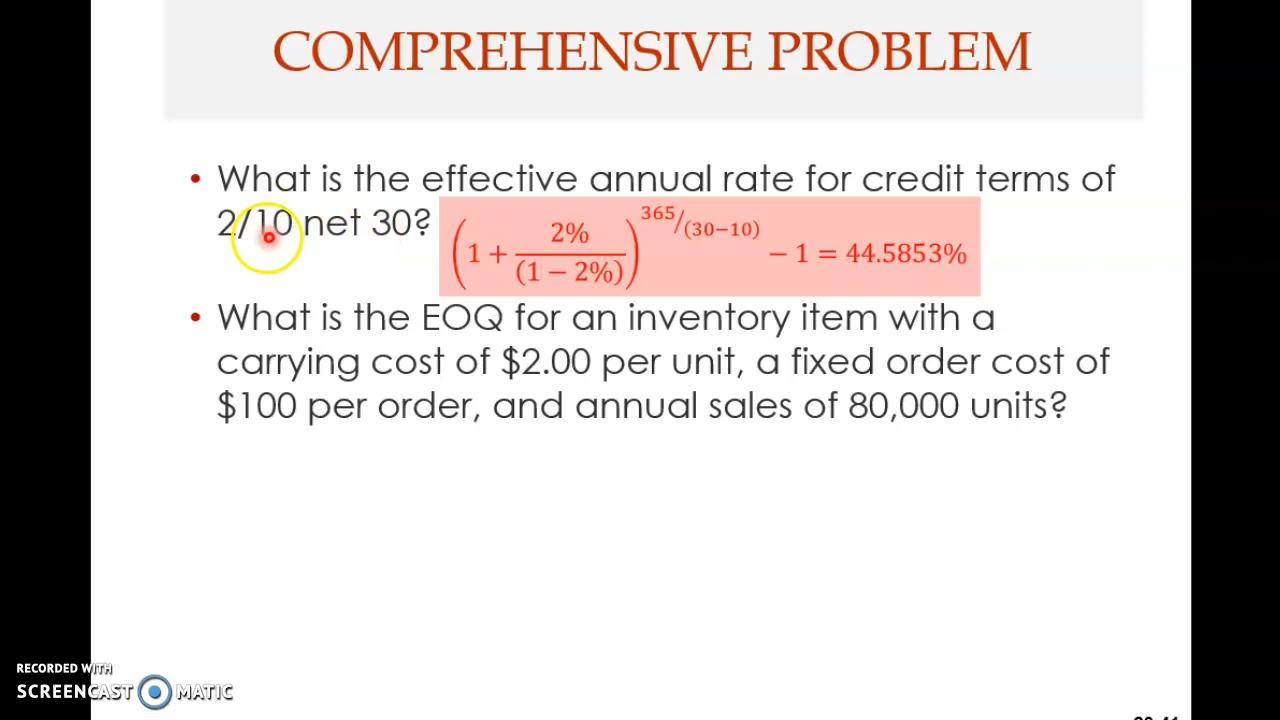 COMPREHENSIVE PROBLEM
• What is the effective annual rate for credit terms of
2/10 net 30?
(1 + 2% / (1 − 2%))^365/(30−10) − 1 = 44.5853%
• What is the EOQ for an inventory item with a
carrying cost of $2.00 per unit, a fixed order cost of
$100 per order, and annual sales of 80,000 units?
RECORDED WITH
SCREENCAST MATIC